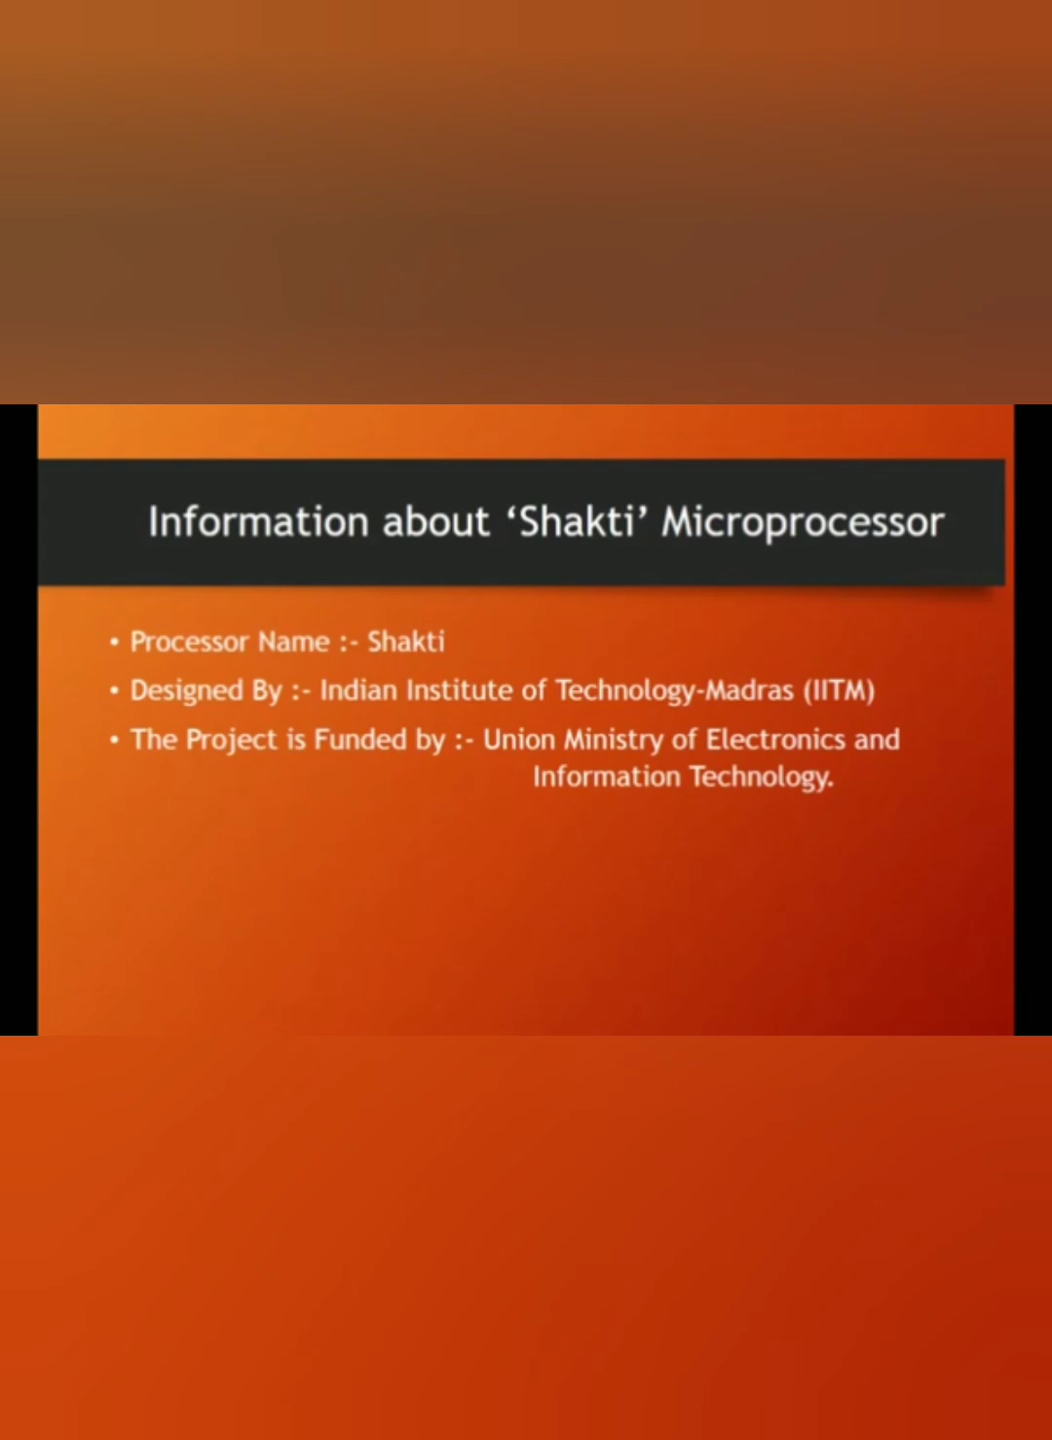 Information about ‘Shakti’ Microprocessor
• Processor Name :- Shakti
• Designed By :- Indian Institute of Technology-Madras (IITM)
• The Project is Funded by :- Union Ministry of Electronics and
Information Technology.